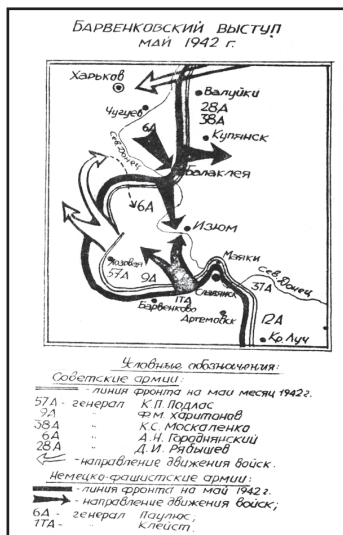 БАРВЕНКОВСКИЙ ВЫСТУП
МАЙ 1942 г.
Харьков
Валуйки
28А
38А
Чугуев
6А
Купянск
Сев. Донец
Балаклея
6А
Изюм
Лозовая
57А
9А
Маяки
Сев. Донец
Славянск
37А
1ТА
Барвенково
Артемовск
12А
Кр. Луч
Условные обозначения:
Советские армии:
- линия фронта на май месяц 1942 г.
57А - генерал К.П. Подлас
9А " Ф.М. Харитонов
38А " К.С. Москаленко
6А " А.Н. Городнянский
28А " Д.И. Рябышев
- направление движения войск.
Немецко-фашистские армии:
- линия фронта на май 1942 г.
- направление движения войск;
6А - генерал Паулюс;
1ТА - " Клейст.